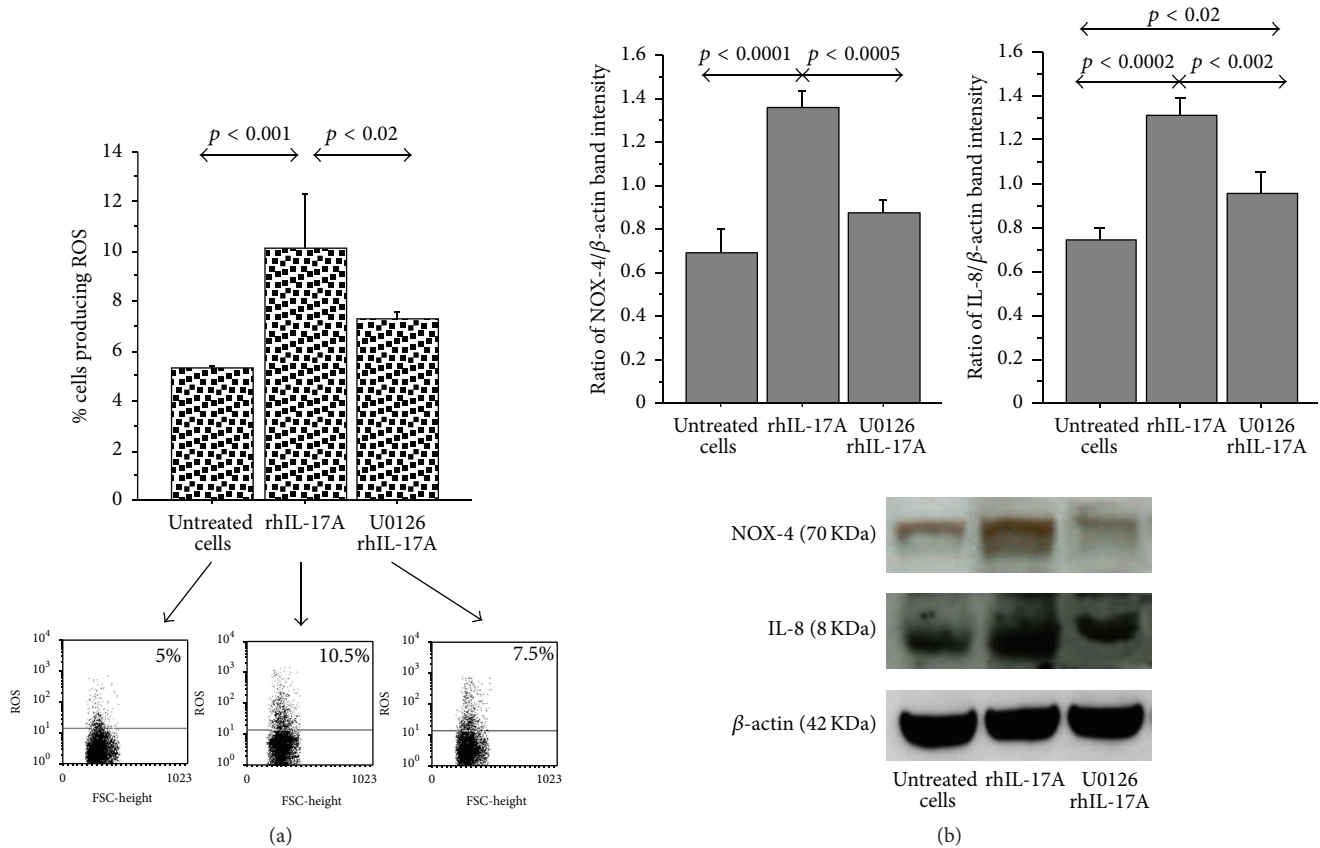 p < 0.001
p < 0.02
% cells producing ROS
14
12
10
8
6
4
2
0
Untreated cells
rhIL-17A
U0126 rhIL-17A
10⁴
10³
10²
10¹
10⁰
ROS
5%
0
1023
FSC-height
10⁴
10³
10²
10¹
10⁰
ROS
10.5%
0
1023
FSC-height
10⁴
10³
10²
10¹
10⁰
ROS
7.5%
0
1023
FSC-height
(a)
p < 0.0001
p < 0.0005
Ratio of NOX-4/β-actin band intensity
1.6
1.4
1.2
1.0
0.8
0.6
0.4
0.2
0
Untreated cells
rhIL-17A
U0126 rhIL-17A
p < 0.02
p < 0.0002
p < 0.002
Ratio of IL-8/β-actin band intensity
1.6
1.4
1.2
1.0
0.8
0.6
0.4
0.2
0
Untreated cells
rhIL-17A
U0126 rhIL-17A
NOX-4 (70 KDa)
IL-8 (8 KDa)
β-actin (42 KDa)
Untreated cells
rhIL-17A
U0126 rhIL-17A
(b)